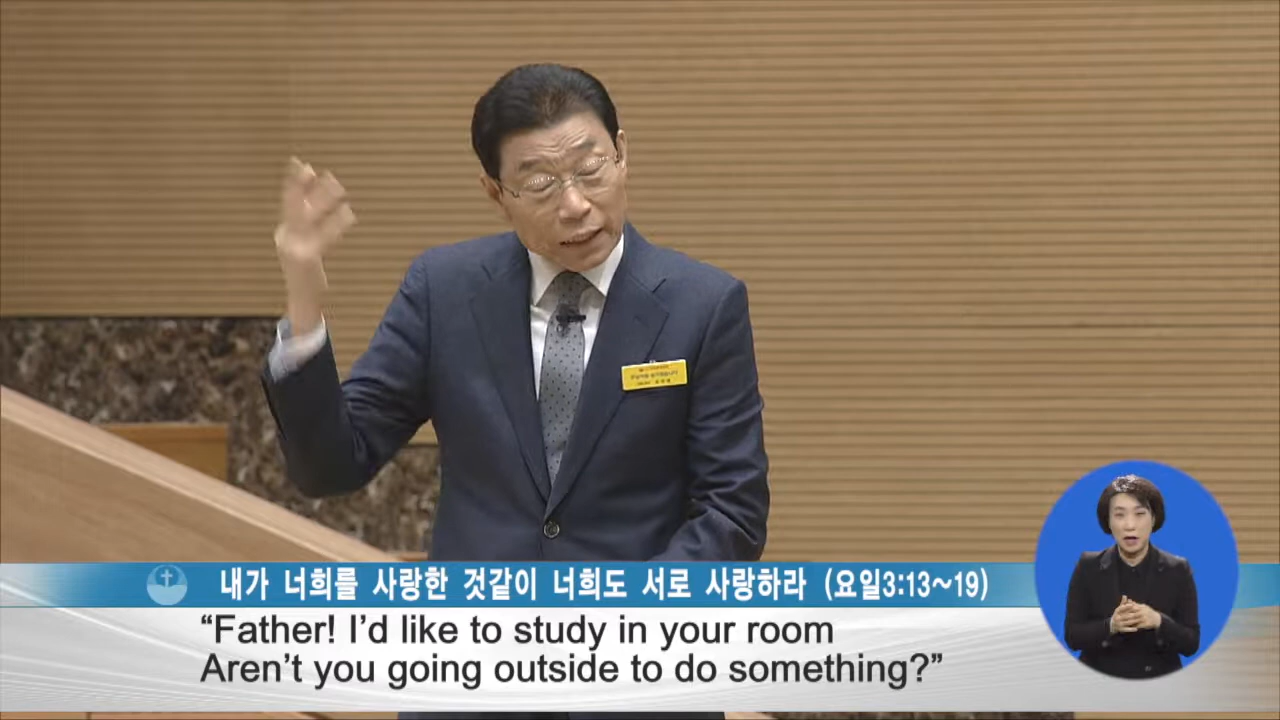 내가 너희를 사랑한 것같이 너희도 서로 사랑하라 (요일3:13~19)
“Father! I’d like to study in your room
Aren’t you going outside to do something?”